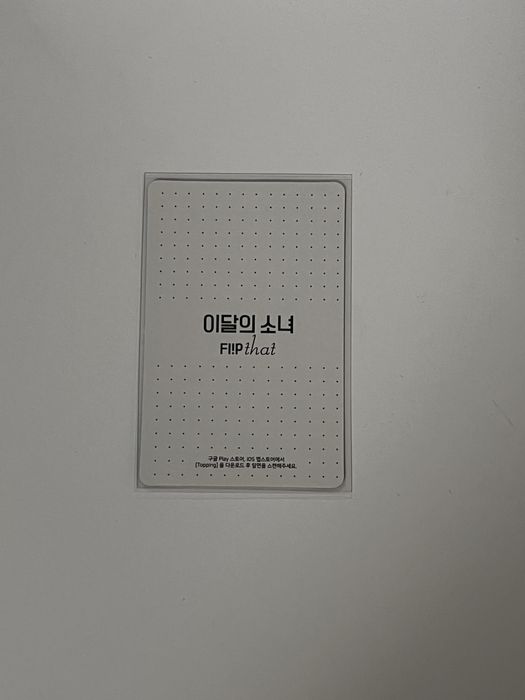 이달의 소녀
FL!P that
구글 Play 스토어, iOS 앱스토어에서
[Topping] 을 다운로드 후 앞면을 스캔해주세요.